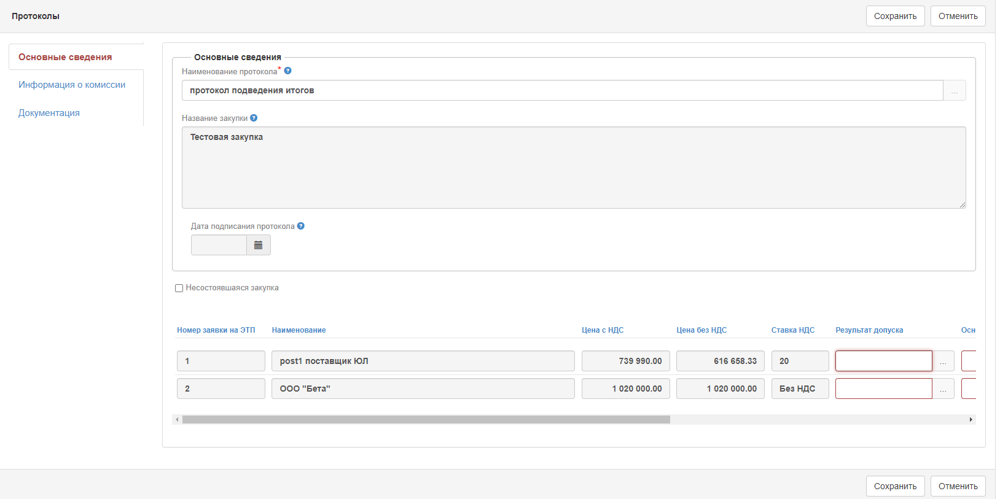 Протоколы
Сохранить
Отменить
Основные сведения
Информация о комиссии
Документация
Основные сведения
Наименование протокола*
протокол подведения итогов
...
Название закупки
Тестовая закупка
Дата подписания протокола
Несостоявшаяся закупка
Номер заявки на ЭТП Наименование Цена с НДС Цена без НДС Ставка НДС Результат допуска
1 post1 поставщик ЮЛ 739 990.00 616 658.33 20 ...
2 ООО "Бета" 1 020 000.00 1 020 000.00 Без НДС ...
Сохранить
Отменить